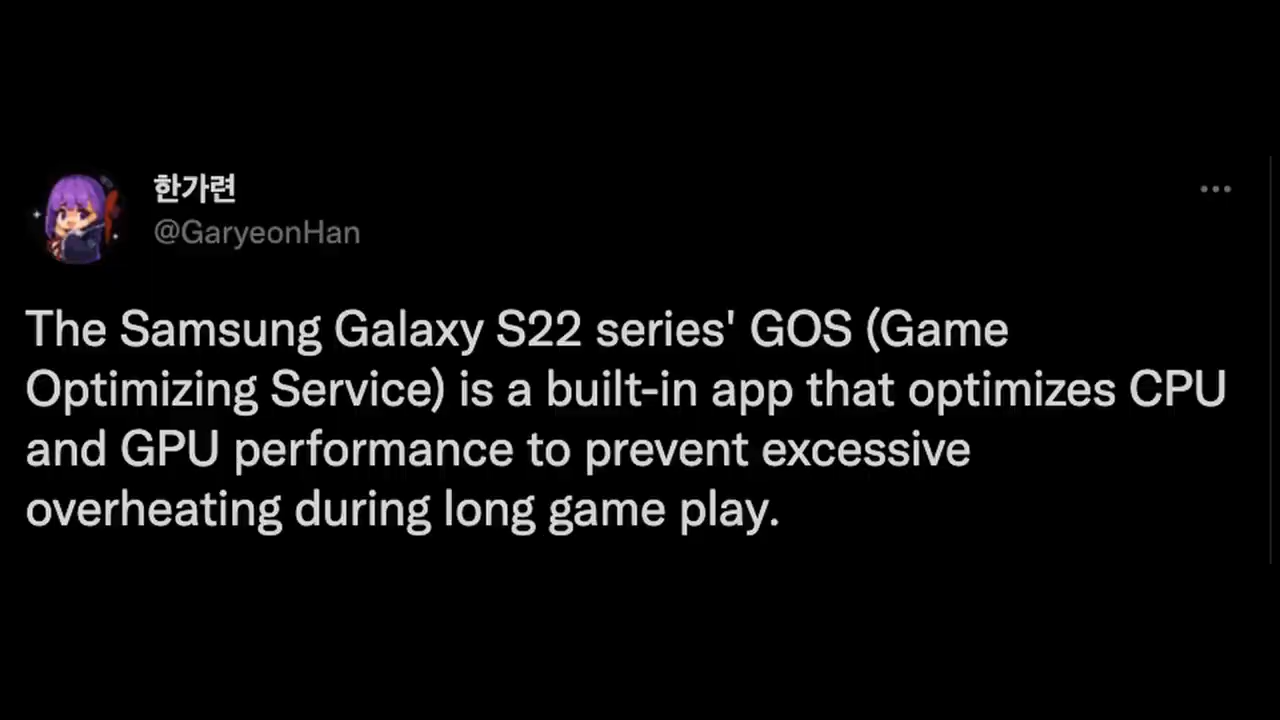 한가련
@GaryeonHan
The Samsung Galaxy S22 series' GOS (Game
Optimizing Service) is a built-in app that optimizes CPU
and GPU performance to prevent excessive
overheating during long game play.